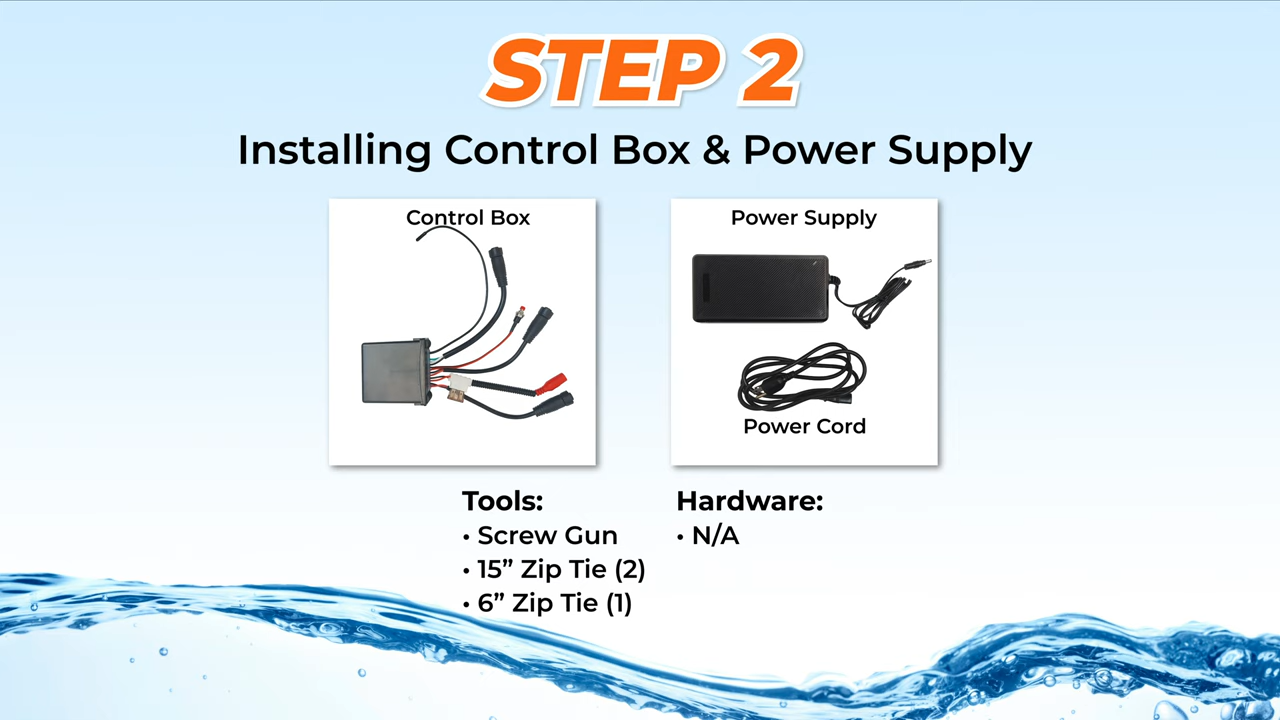 STEP 2
Installing Control Box & Power Supply
Control Box
Power Supply
Power Cord
Tools:
• Screw Gun
• 15” Zip Tie (2)
• 6” Zip Tie (1)
Hardware:
• N/A